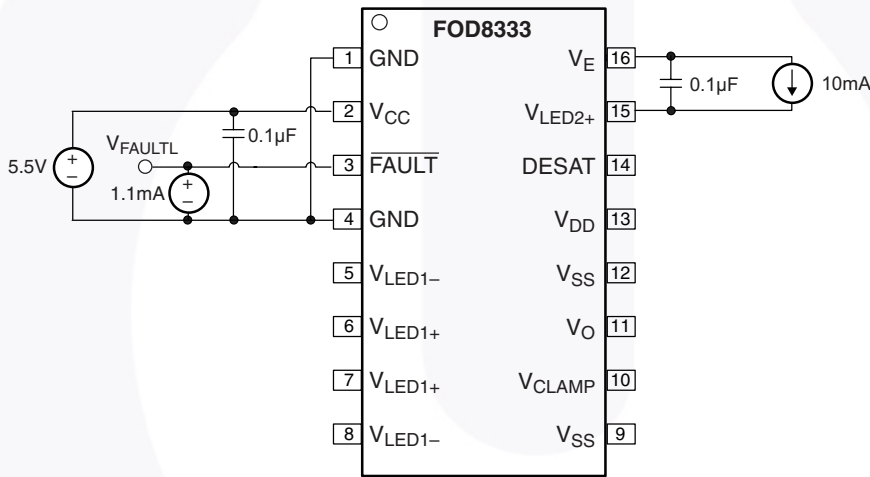 FOD8333
1 GND
2 VCC
3 FAULT
4 GND
5 VLED1–
6 VLED1+
7 VLED1+
8 VLED1–
VE 16
VLED2+ 15
DESAT 14
VDD 13
VSS 12
VO 11
VCLAMP 10
VSS 9
5.5V
+
–
VFAULTL
1.1mA
+
–
0.1µF
0.1µF
10mA